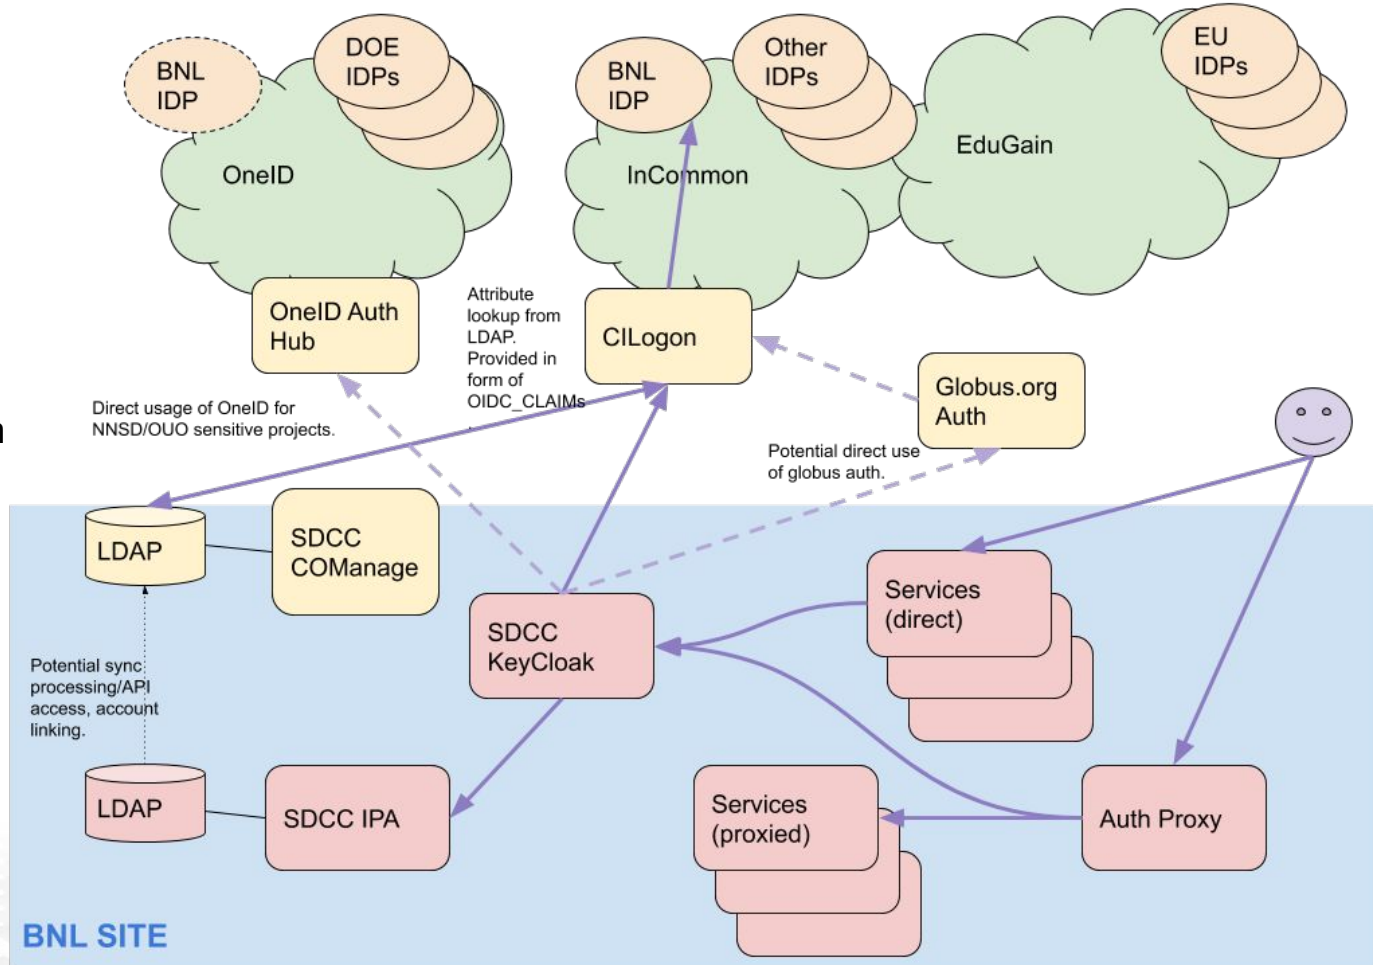 BNL
IDP
DOE
IDPs
BNL
IDP
Other
IDPs
EU
IDPs
OneID
InCommon
EduGain
OneID Auth
Hub
Attribute
lookup from
LDAP.
Provided in
form of
OIDC_CLAIMs
.
CILogon
Globus.org
Auth
Direct usage of OneID for
NNSD/OUO sensitive projects.
Potential direct use
of globus auth.
n
LDAP
SDCC
COManage
SDCC
KeyCloak
Services
(direct)
Potential sync
processing/API
access, account
linking.
LDAP
SDCC IPA
Services
(proxied)
Auth Proxy
BNL SITE